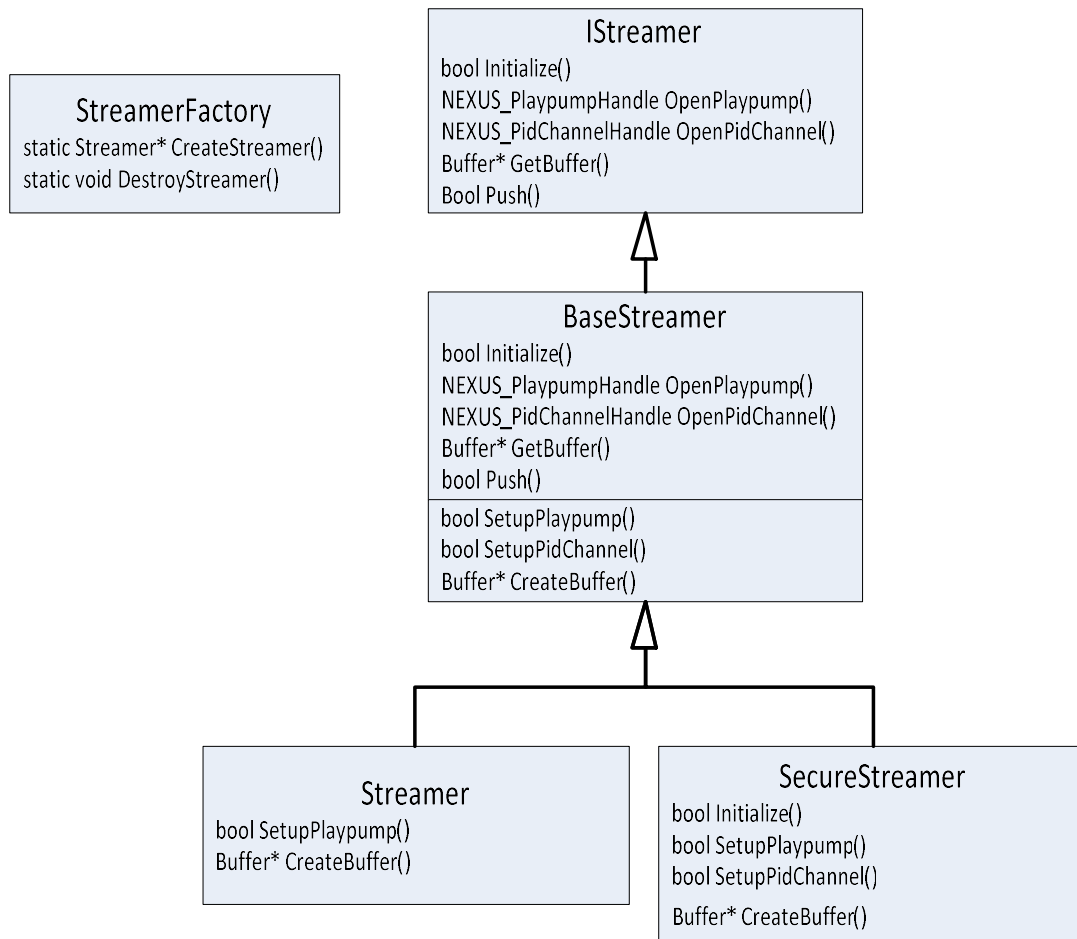 StreamerFactory
static Streamer* CreateStreamer()
static void DestroyStreamer()
IStreamer
bool Initialize()
NEXUS_PlaypumpHandle OpenPlaypump()
NEXUS_PidChannelHandle OpenPidChannel()
Buffer* GetBuffer()
Bool Push()
BaseStreamer
bool Initialize()
NEXUS_PlaypumpHandle OpenPlaypump()
NEXUS_PidChannelHandle OpenPidChannel()
Buffer* GetBuffer()
bool Push()
bool SetupPlaypump()
bool SetupPidChannel()
Buffer* CreateBuffer()
Streamer
bool SetupPlaypump()
Buffer* CreateBuffer()
SecureStreamer
bool Initialize()
bool SetupPlaypump()
bool SetupPidChannel()
Buffer* CreateBuffer()